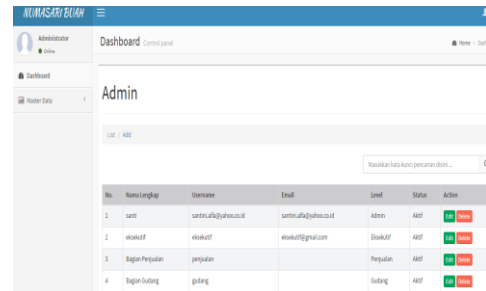 NUMASARI BUAH
Administrator
Online
Dashboard Control panel
Home
Dashboard
Master Data
Admin
List / Add
Masukkan kata kunci pencarian disini ...
No. Nama Lengkap Username Email Level Status Action
1 santi santini.ulfa@yahoo.co.id santini.ulfa@yahoo.co.id Admin Aktif Edit Delete
2 eksekutif eksekutif eksekutif@gmail.com Eksekutif Aktif Edit Delete
3 Bagian Penjualan penjualan Penjualan Aktif Edit Delete
4 Bagian Gudang gudang Gudang Aktif Edit Delete